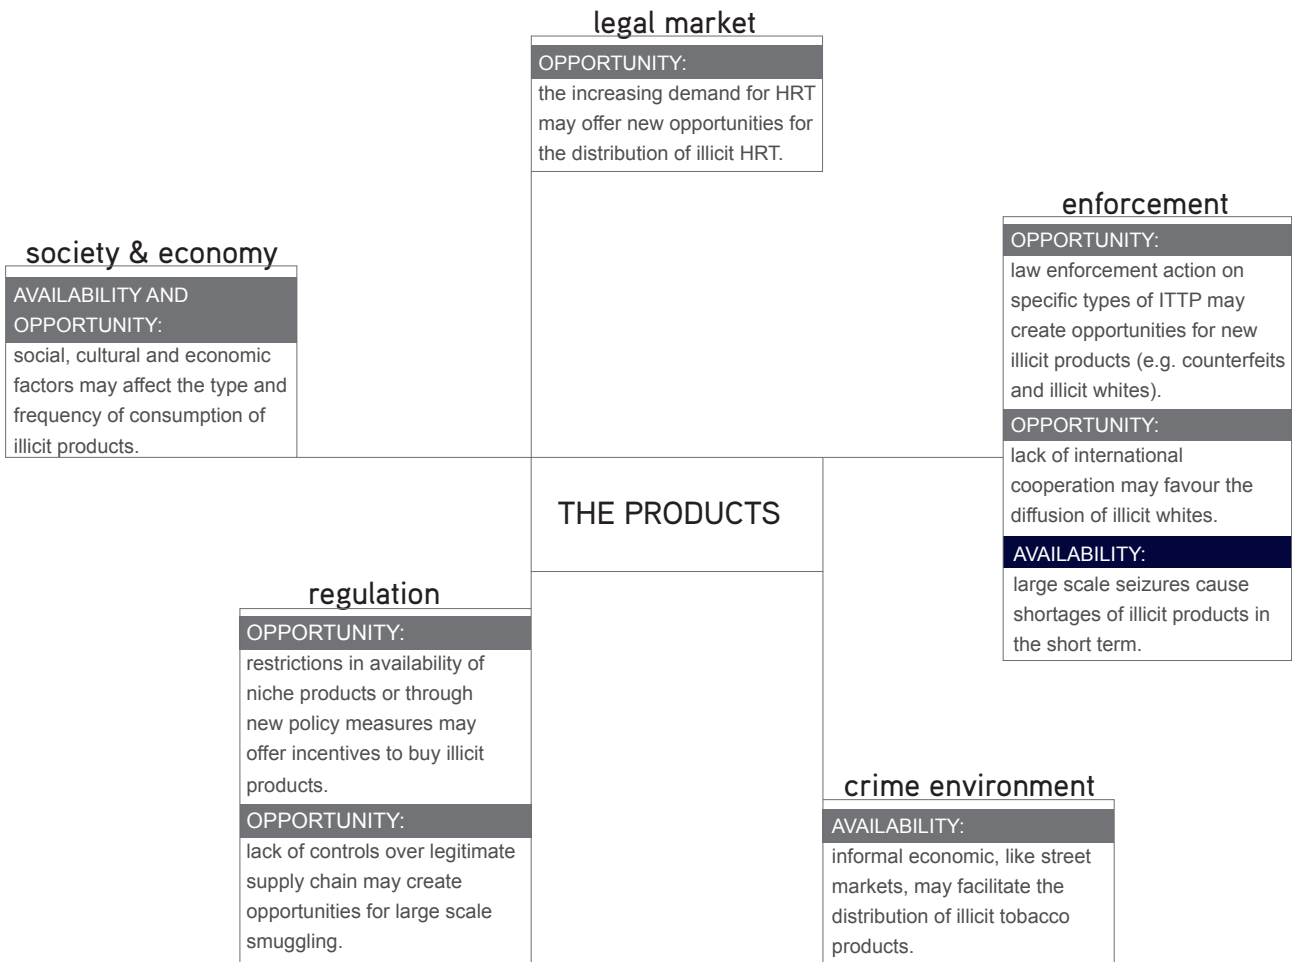 legal market
OPPORTUNITY:
the increasing demand for HRT
may offer new opportunities for
the distribution of illicit HRT.
enforcement
OPPORTUNITY:
law enforcement action on
specific types of ITTP may
create opportunities for new
illicit products (e.g. counterfeits
and illicit whites).
OPPORTUNITY:
lack of international
cooperation may favour the
diffusion of illicit whites.
AVAILABILITY:
large scale seizures cause
shortages of illicit products in
the short term.
society & economy
AVAILABILITY AND
OPPORTUNITY:
social, cultural and economic
factors may affect the type and
frequency of consumption of
illicit products.
THE PRODUCTS
regulation
OPPORTUNITY:
restrictions in availability of
niche products or through
new policy measures may
offer incentives to buy illicit
products.
OPPORTUNITY:
lack of controls over legitimate
supply chain may create
opportunities for large scale
smuggling.
crime environment
AVAILABILITY:
informal economic, like street
markets, may facilitate the
distribution of illicit tobacco
products.